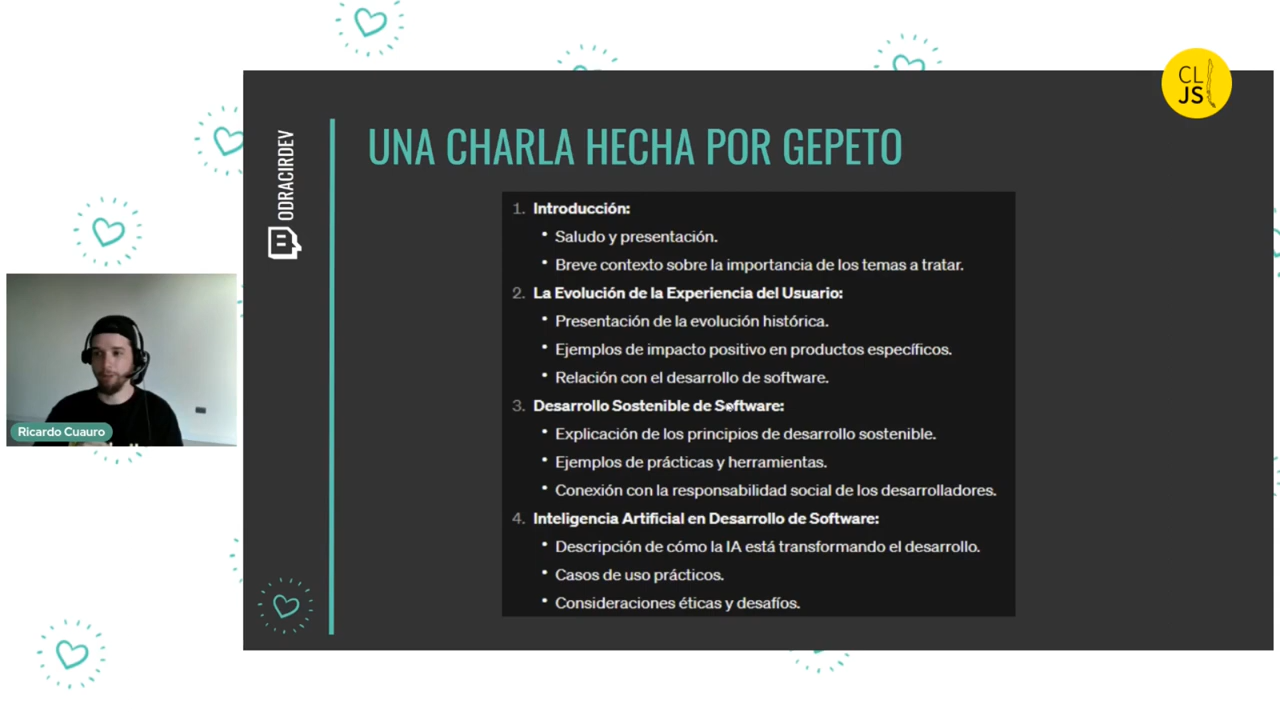 CL
JS
UNA CHARLA HECHA POR GEPETO
ODRACIRDEV
1. Introducción:
• Saludo y presentación.
• Breve contexto sobre la importancia de los temas a tratar.
2. La Evolución de la Experiencia del Usuario:
• Presentación de la evolución histórica.
• Ejemplos de impacto positivo en productos específicos.
• Relación con el desarrollo de software.
3. Desarrollo Sostenible de Software:
• Explicación de los principios de desarrollo sostenible.
• Ejemplos de prácticas y herramientas.
• Conexión con la responsabilidad social de los desarrolladores.
4. Inteligencia Artificial en Desarrollo de Software:
• Descripción de cómo la IA está transformando el desarrollo.
• Casos de uso prácticos.
• Consideraciones éticas y desafíos.
Ricardo Cuauro